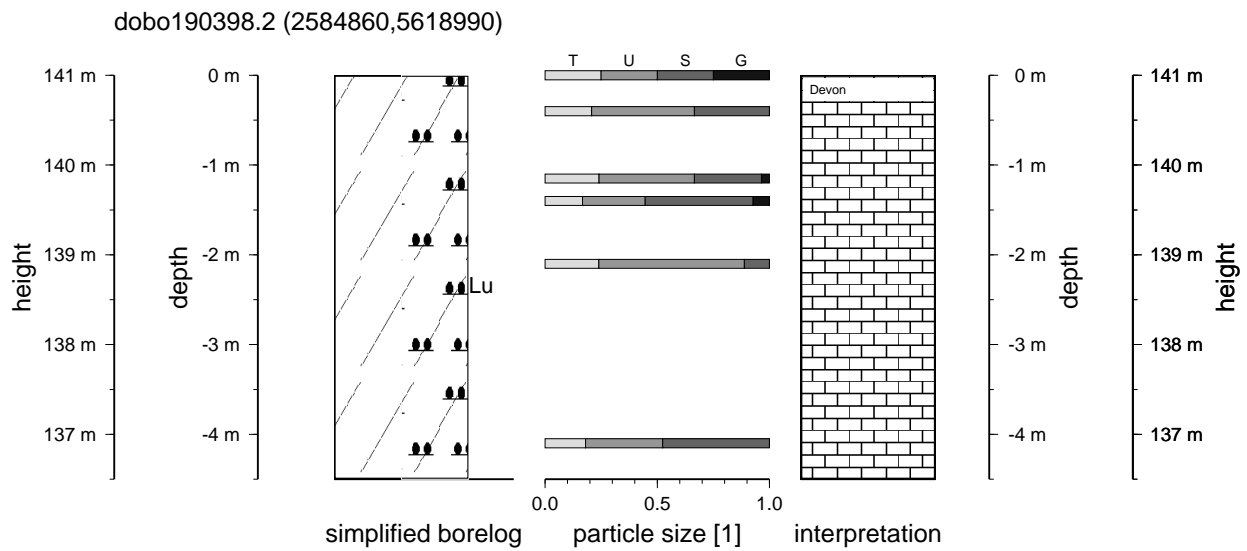 dobo190398.2 (2584860,5618990)
T U S G
141 m 0 m 0 m 141 m
Devon
140 m -1 m -1 m 140 m
139 m -2 m -2 m 139 m
height depth Lu depth height
138 m -3 m -3 m 138 m
137 m -4 m -4 m 137 m
0.0 0.5 1.0
simplified borelog particle size [1] interpretation